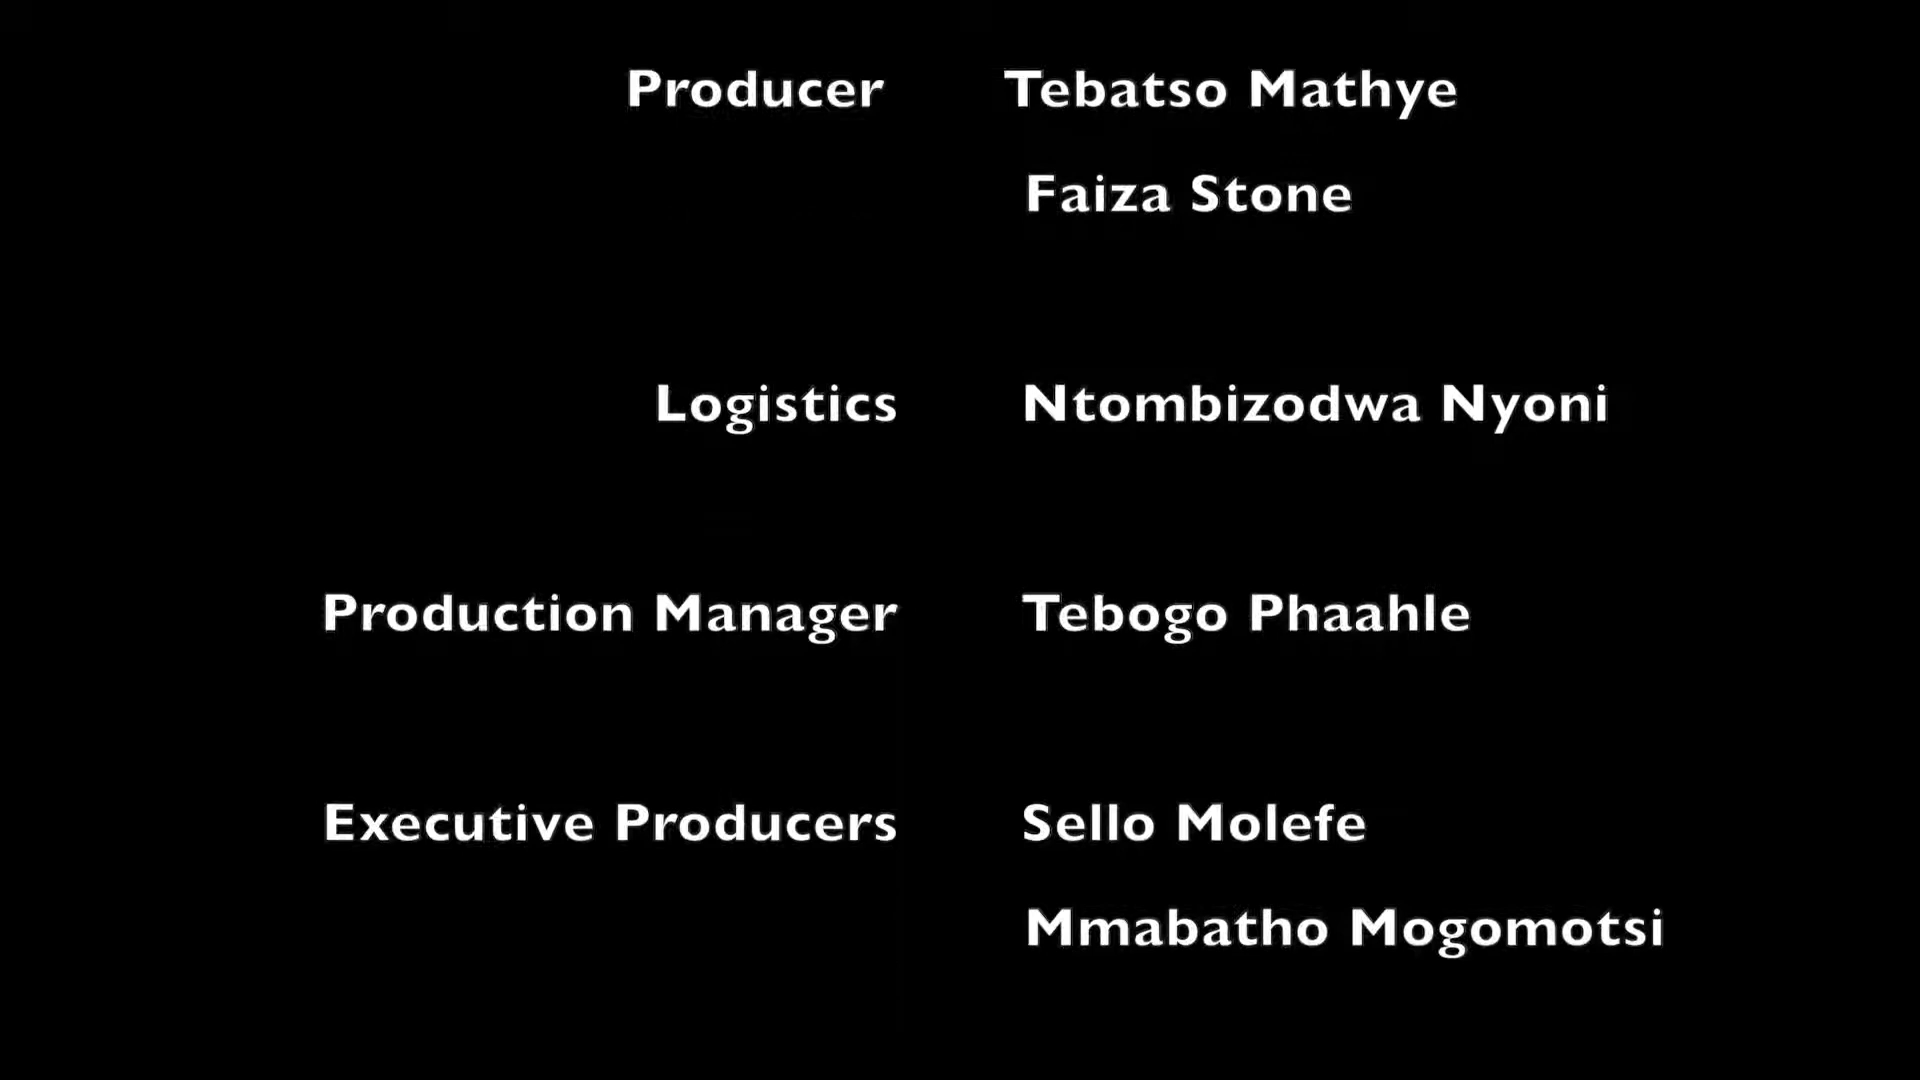 Producer Tebatso Mathye
Faiza Stone
Logistics Ntombizodwa Nyoni
Production Manager Tebogo Phaahle
Executive Producers Sello Molefe
Mmabatho Mogomotsi